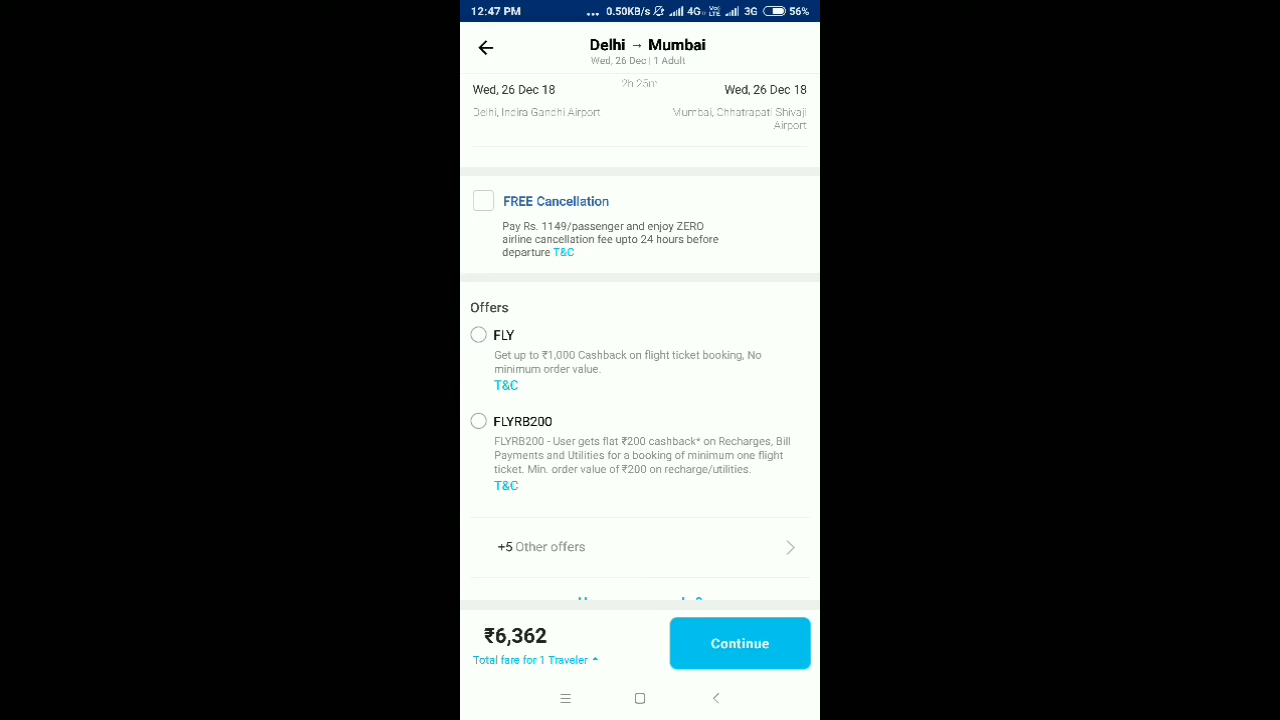 12:47 PM ... 0.50KB/s 4G VoLTE 3G 56%
Delhi → Mumbai
Wed, 26 Dec | 1 Adult
Wed, 26 Dec 18 2h 25m Wed, 26 Dec 18
Delhi, Indira Gandhi Airport Mumbai, Chhatrapati Shivaji
Airport
FREE Cancellation
Pay Rs. 1149/passenger and enjoy ZERO
airline cancellation fee upto 24 hours before
departure T&C
Offers
FLY
Get up to ₹1,000 Cashback on flight ticket booking, No
minimum order value.
T&C
FLYRB200
FLYRB200 - User gets flat ₹200 cashback* on Recharges, Bill
Payments and Utilities for a booking of minimum one flight
ticket. Min. order value of ₹200 on recharge/utilities.
T&C
+5 Other offers
₹6,362
Total fare for 1 Traveler
Continue